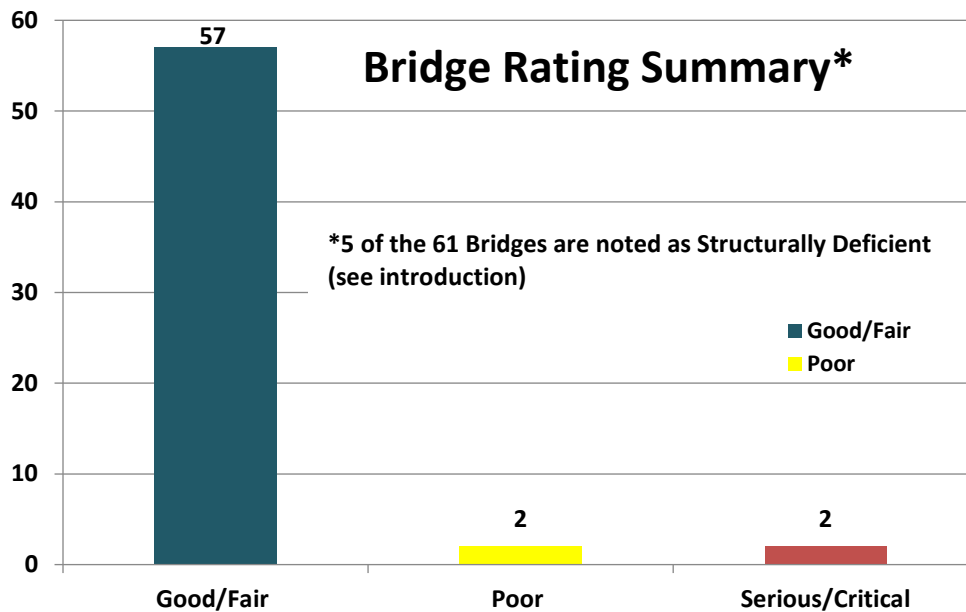 Bridge Rating Summary*
60
50
40
30
20
10
0
57
2
2
*5 of the 61 Bridges are noted as Structurally Deficient
(see introduction)
Good/Fair
Poor
Good/Fair
Poor
Serious/Critical